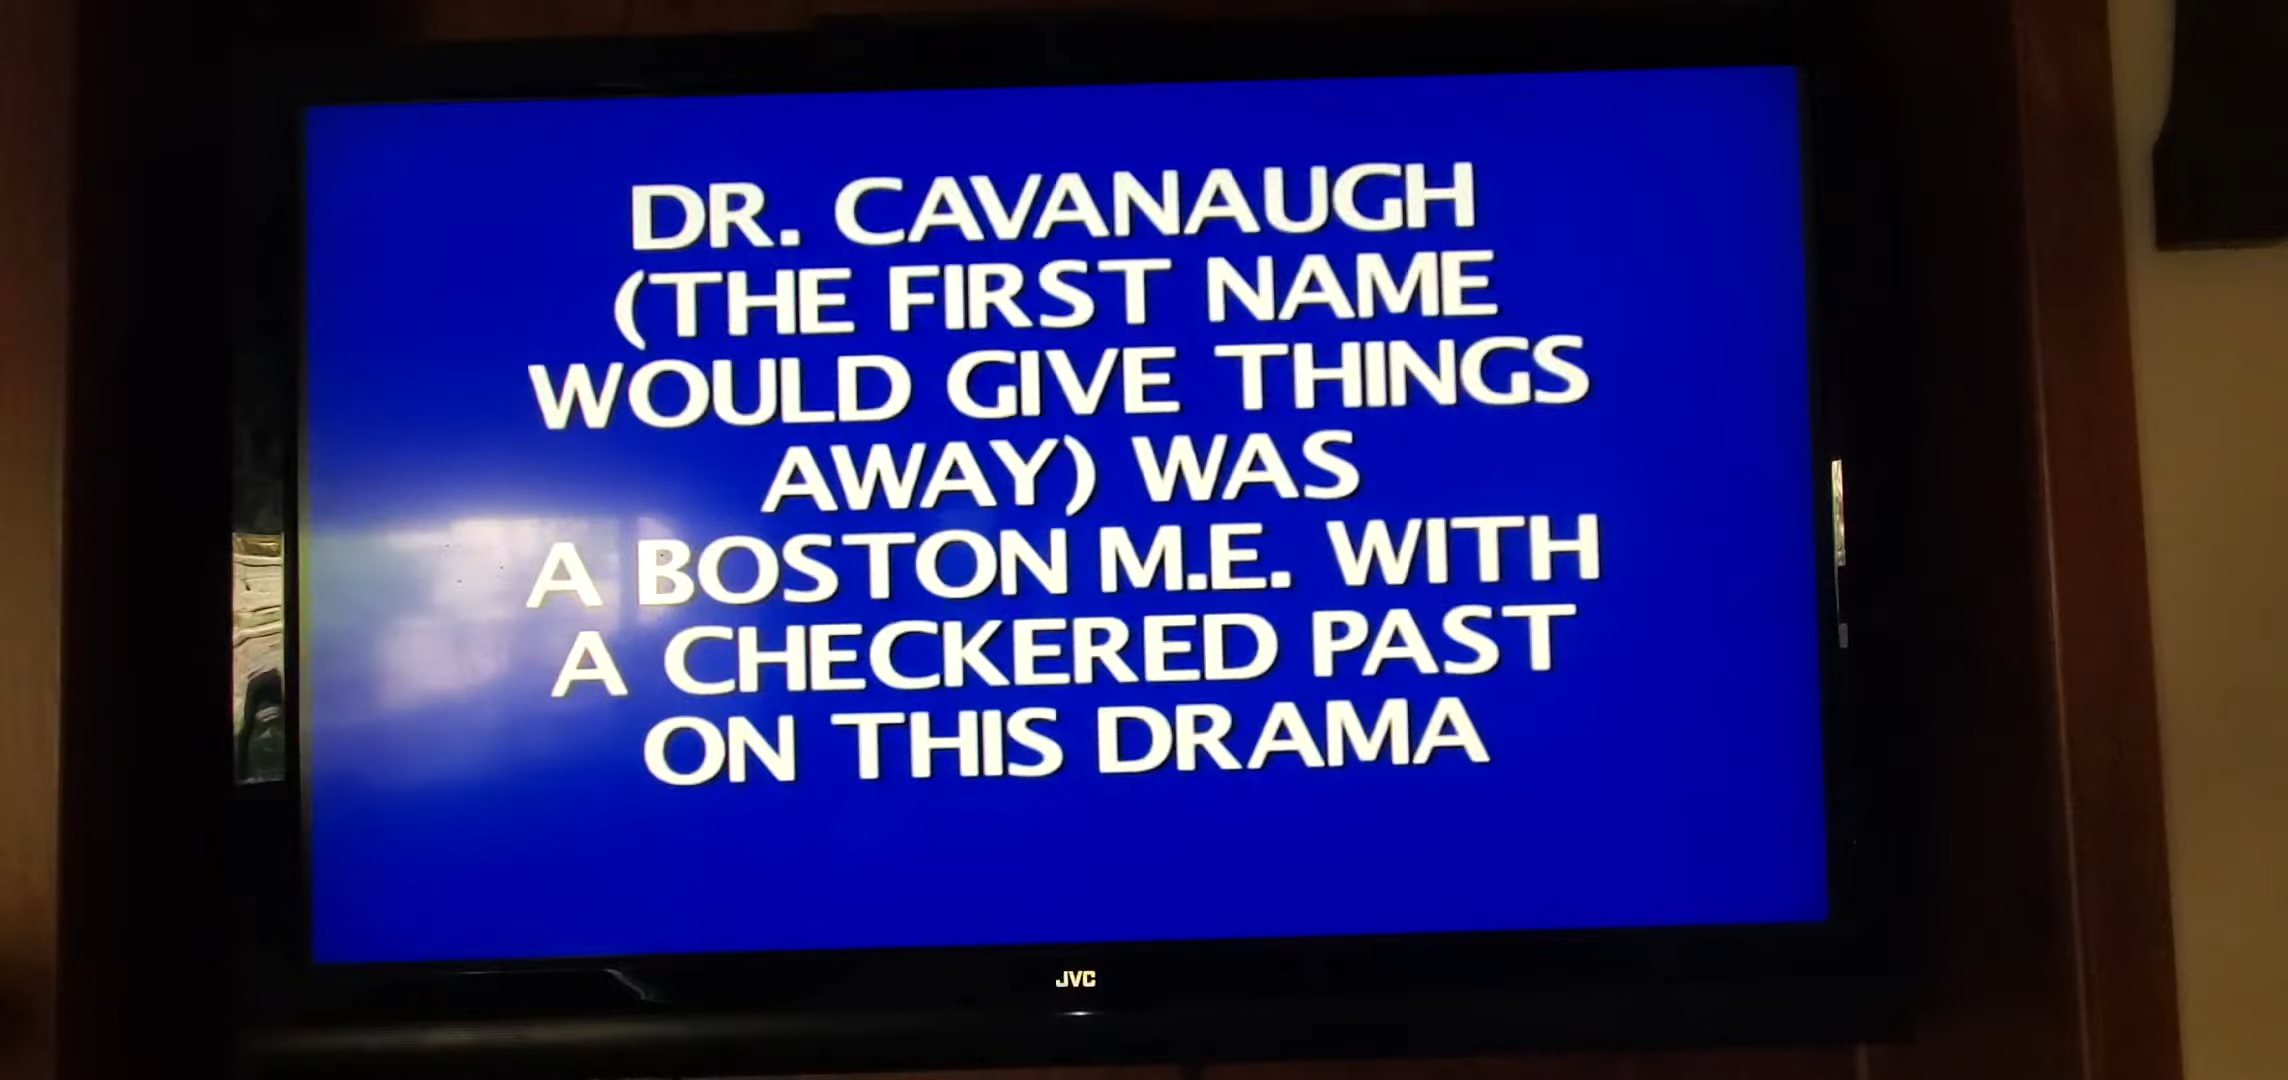 DR. CAVANAUGH
(THE FIRST NAME
WOULD GIVE THINGS
AWAY) WAS
A BOSTON M.E. WITH
A CHECKERED PAST
ON THIS DRAMA
JVC